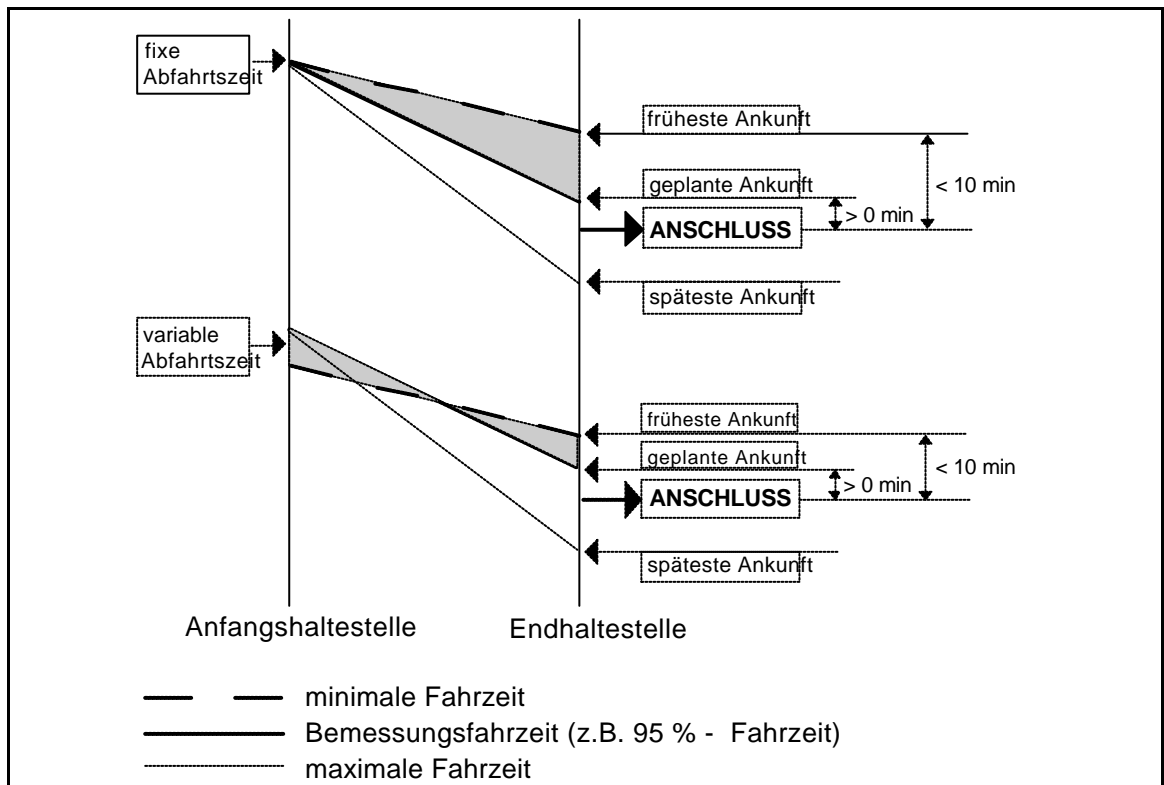 fixe
Abfahrtszeit
früheste Ankunft
geplante Ankunft
< 10 min
> 0 min
ANSCHLUSS
späteste Ankunft
variable
Abfahrtszeit
früheste Ankunft
geplante Ankunft
< 10 min
> 0 min
ANSCHLUSS
späteste Ankunft
Anfangshaltestelle
Endhaltestelle
minimale Fahrzeit
Bemessungsfahrzeit (z.B. 95 % - Fahrzeit)
maximale Fahrzeit